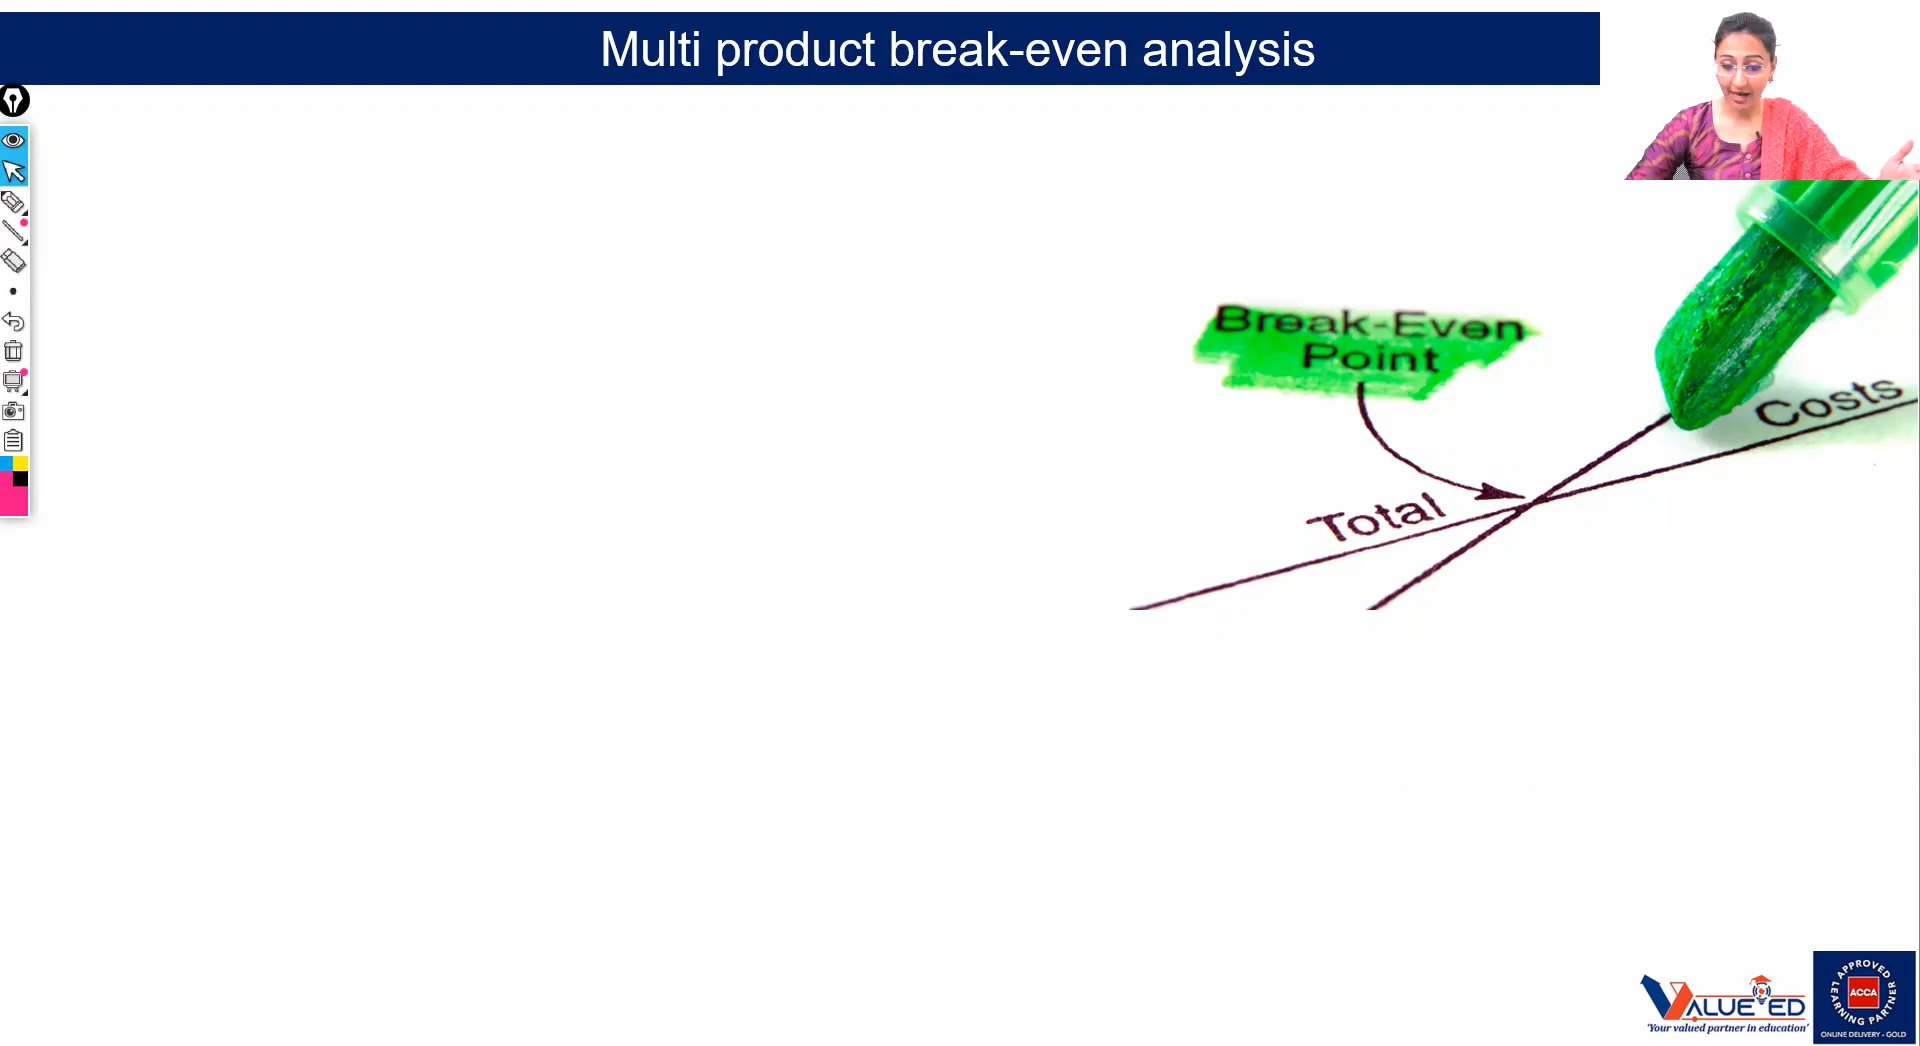 Multi product break-even analysis
Break-Even
Point
Total
Costs
VALUE ED
'Your valued partner in education'
APPROVED
LEARNING PARTNER
ACCA
ONLINE DELIVERY - GOLD